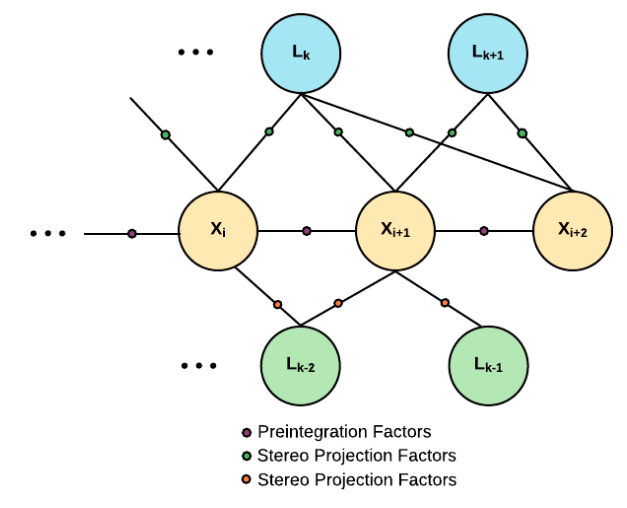 ... L_k L_{k+1}
... X_i X_{i+1} X_{i+2}
... L_{k-2} L_{k-1}
Preintegration Factors
Stereo Projection Factors
Stereo Projection Factors